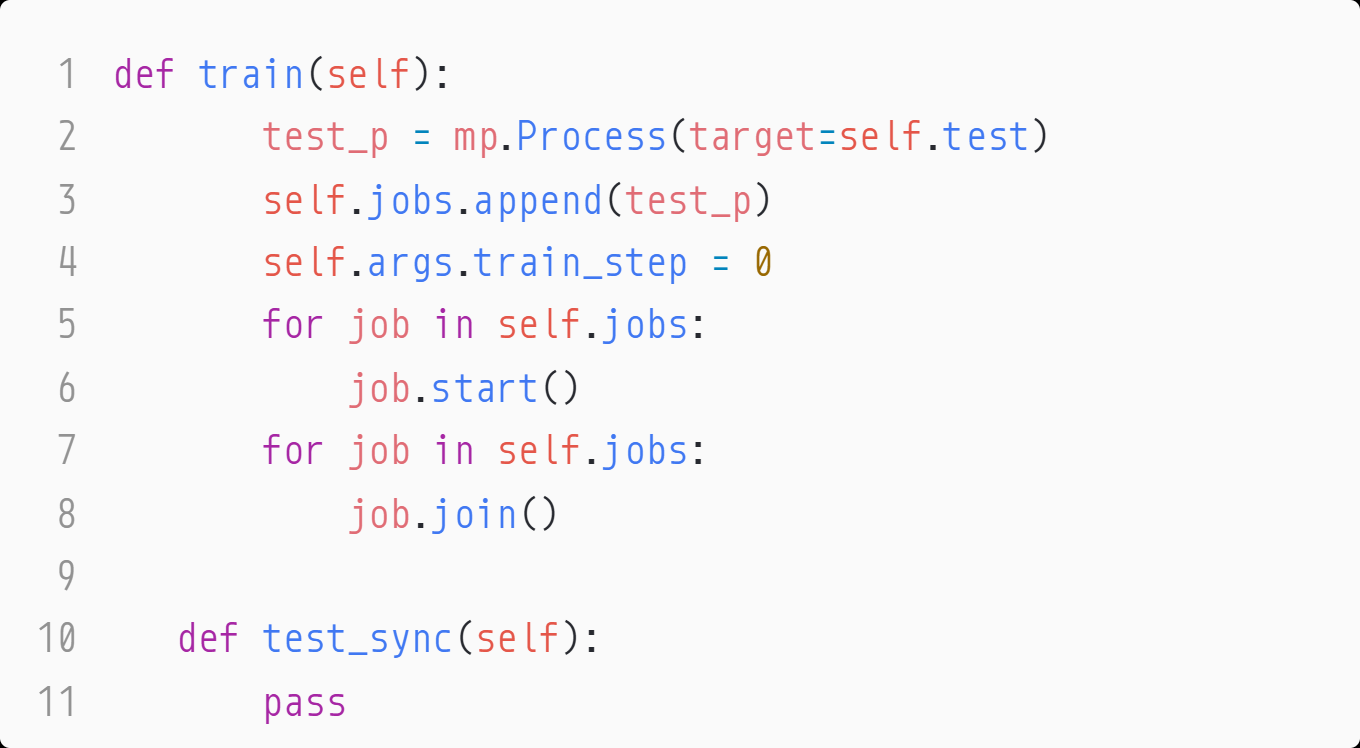 1 def train(self):
2         test_p = mp.Process(target=self.test)
3         self.jobs.append(test_p)
4         self.args.train_step = 0
5         for job in self.jobs:
6             job.start()
7         for job in self.jobs:
8             job.join()
9
10     def test_sync(self):
11         pass